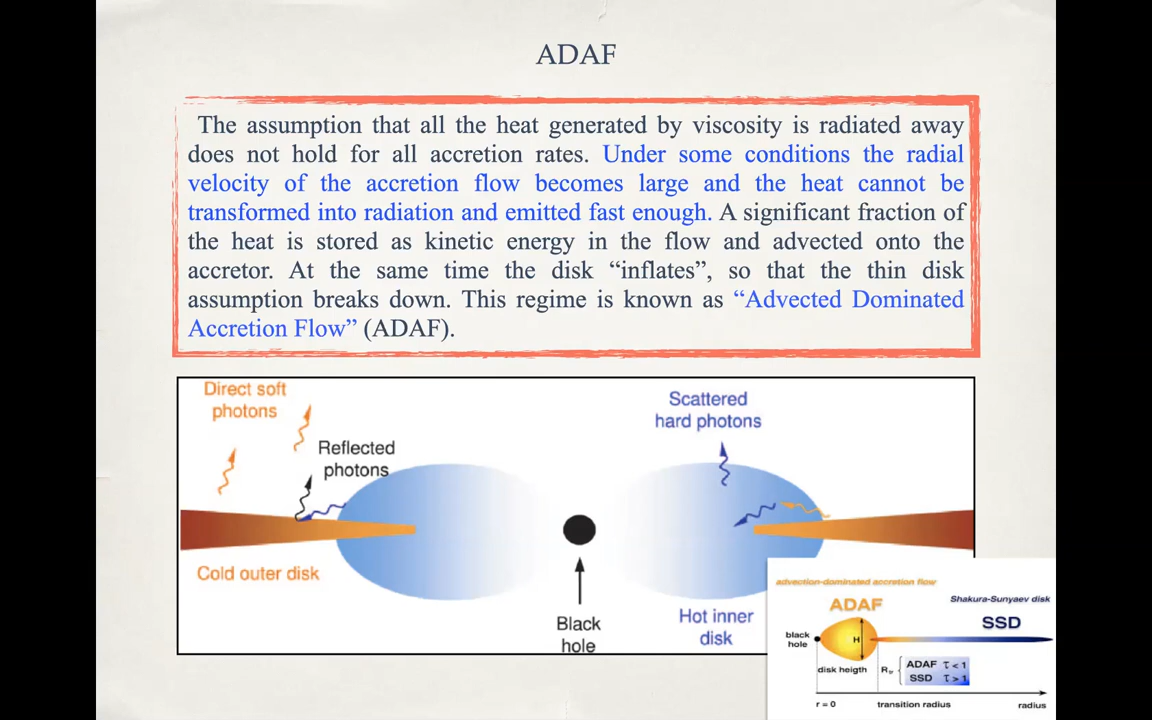 ADAF
The assumption that all the heat generated by viscosity is radiated away
does not hold for all accretion rates. Under some conditions the radial
velocity of the accretion flow becomes large and the heat cannot be
transformed into radiation and emitted fast enough. A significant fraction of
the heat is stored as kinetic energy in the flow and advected onto the
accretor. At the same time the disk “inflates”, so that the thin disk
assumption breaks down. This regime is known as “Advected Dominated
Accretion Flow” (ADAF).
Direct soft
photons
Reflected
photons
Scattered
hard photons
Cold outer disk
Black
hole
Hot inner
disk
advection-dominated accretion flow
ADAF
Shakura-Sunyaev disk
SSD
black
hole
H
disk heigth
Rtr
ADAF τ < 1
SSD τ > 1
r = 0
transition radius
radius